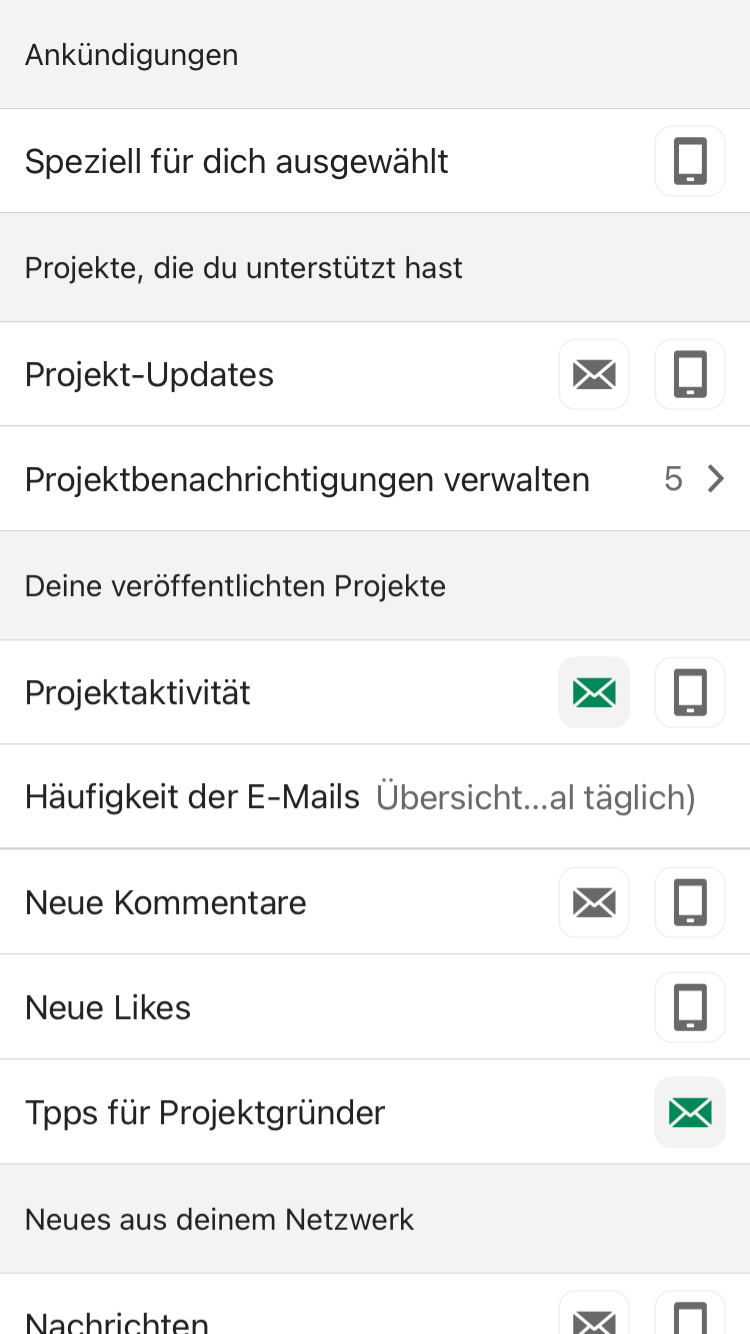 Ankündigungen
Speziell für dich ausgewählt
Projekte, die du unterstützt hast
Projekt-Updates
Projektbenachrichtigungen verwalten 5
Deine veröffentlichten Projekte
Projektaktivität
Häufigkeit der E-Mails Übersicht...al täglich)
Neue Kommentare
Neue Likes
Tpps für Projektgründer
Neues aus deinem Netzwerk
Nachrichten